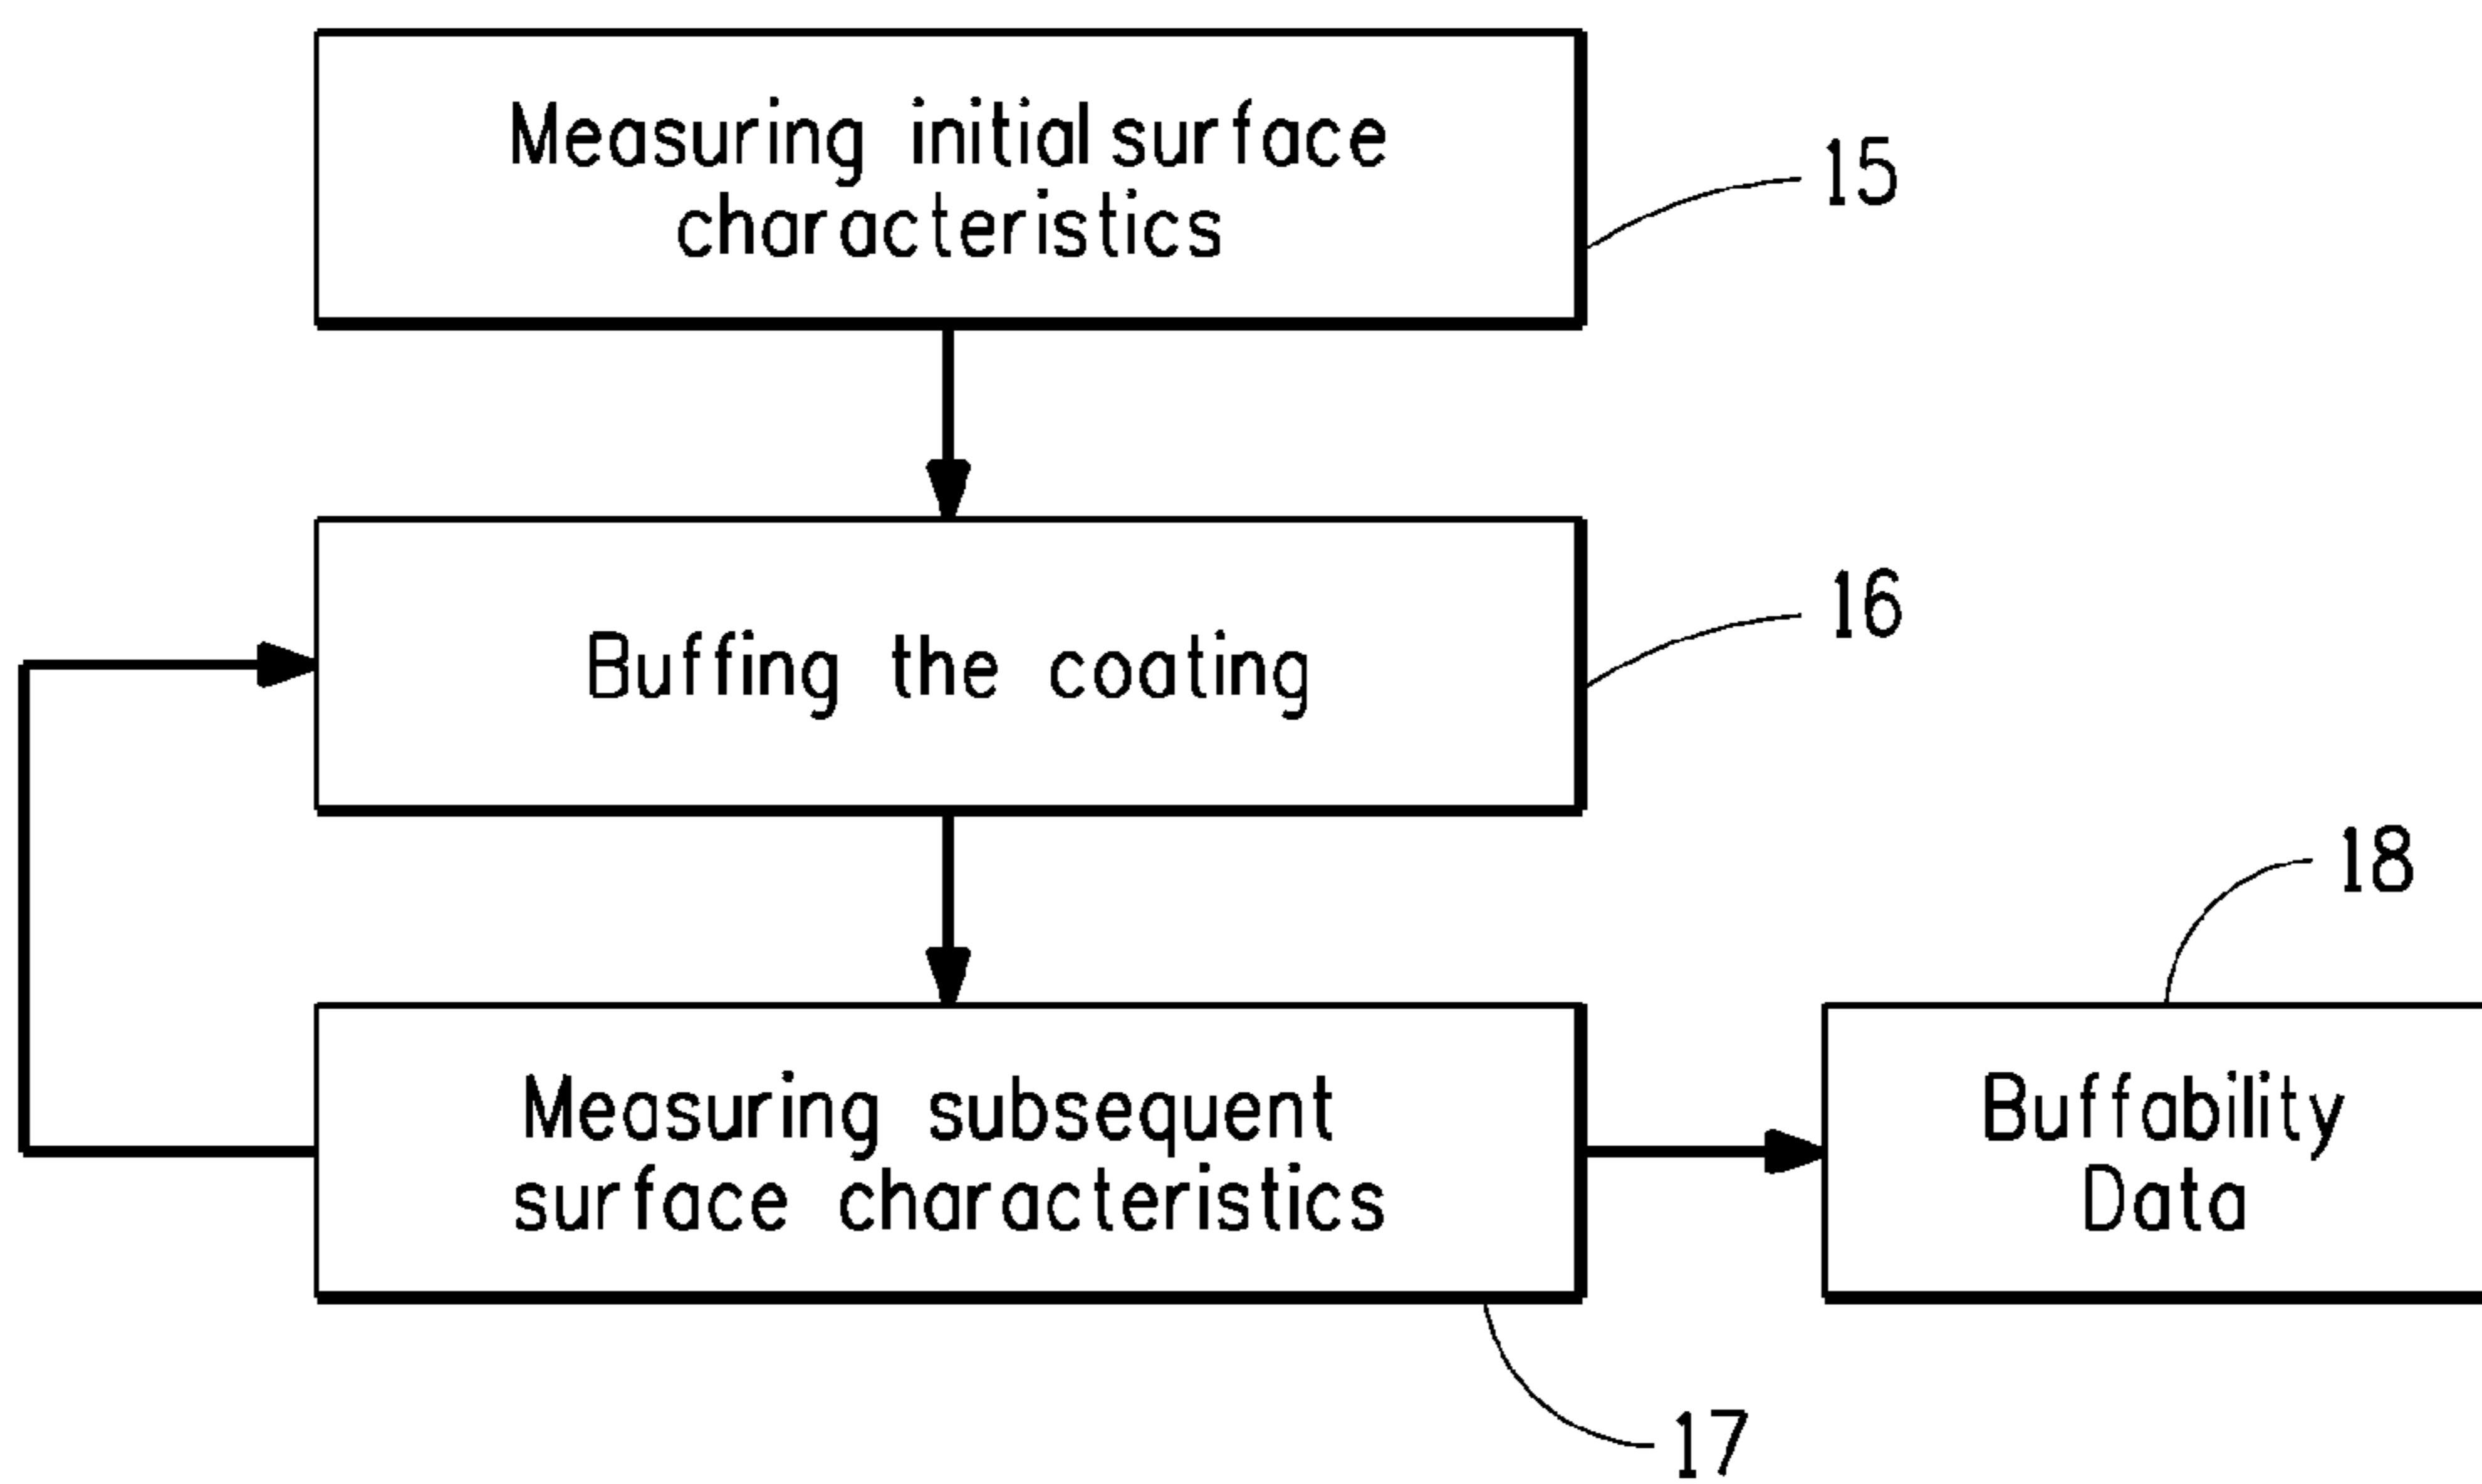 Measuring initial surface
characteristics
15
Buffing the coating
16
Measuring subsequent
surface characteristics
17
Buffability
Data
18